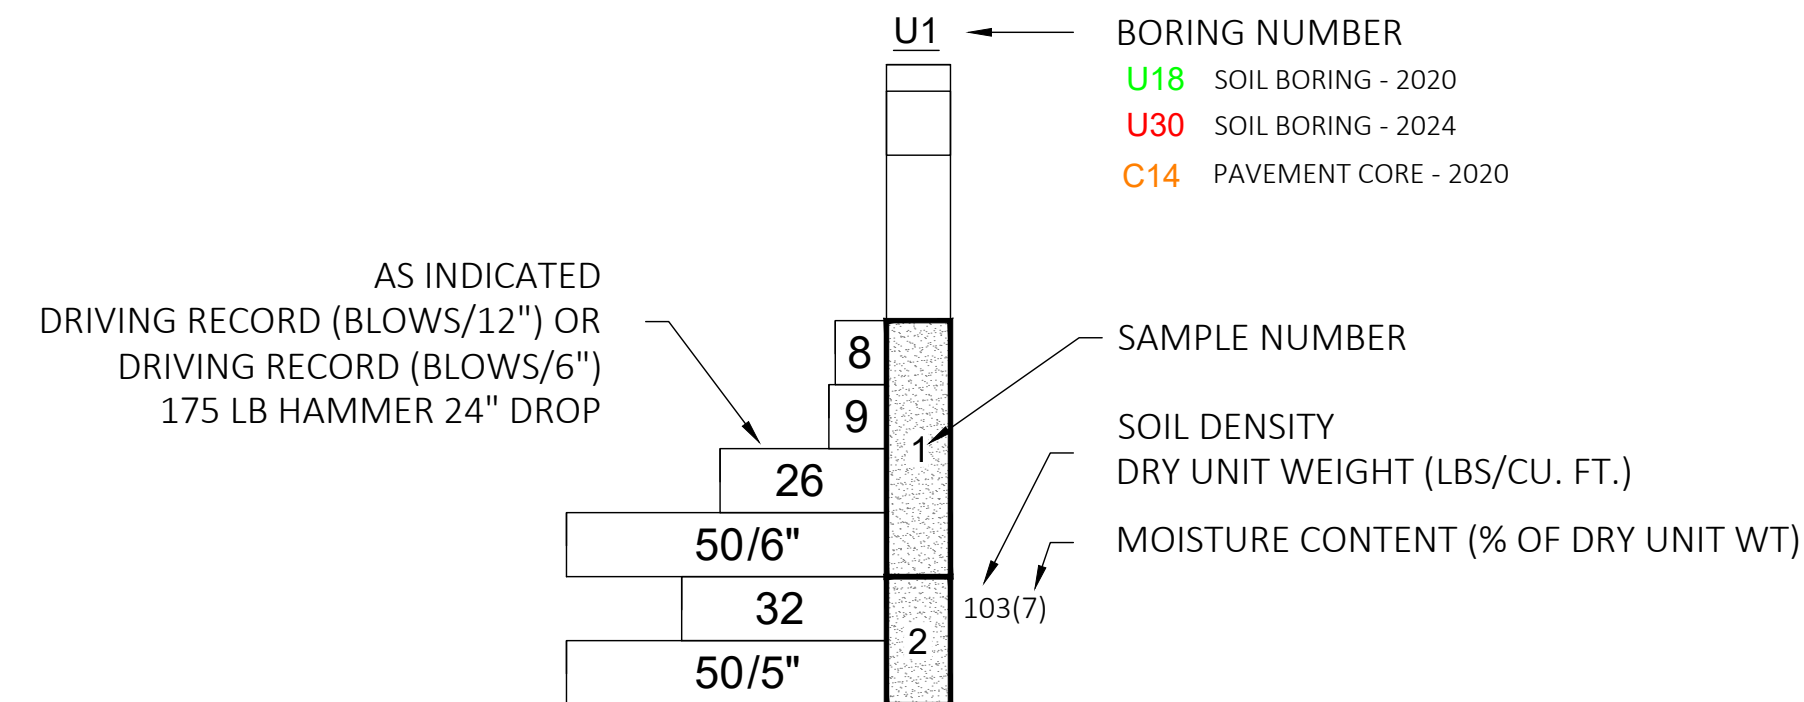 U1
BORING NUMBER
U18 SOIL BORING - 2020
U30 SOIL BORING - 2024
C14 PAVEMENT CORE - 2020
AS INDICATED
DRIVING RECORD (BLOWS/12") OR
DRIVING RECORD (BLOWS/6")
175 LB HAMMER 24" DROP
8
9
26
50/6"
32
50/5"
1
2
SAMPLE NUMBER
SOIL DENSITY
DRY UNIT WEIGHT (LBS/CU. FT.)
MOISTURE CONTENT (% OF DRY UNIT WT)
103(7)